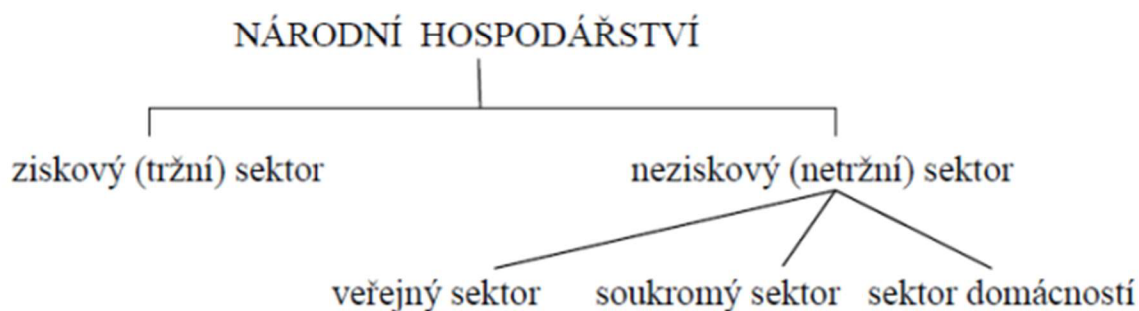 NÁRODNÍ HOSPODÁŘSTVÍ
ziskový (tržní) sektor neziskový (netržní) sektor
veřejný sektor soukromý sektor sektor domácností